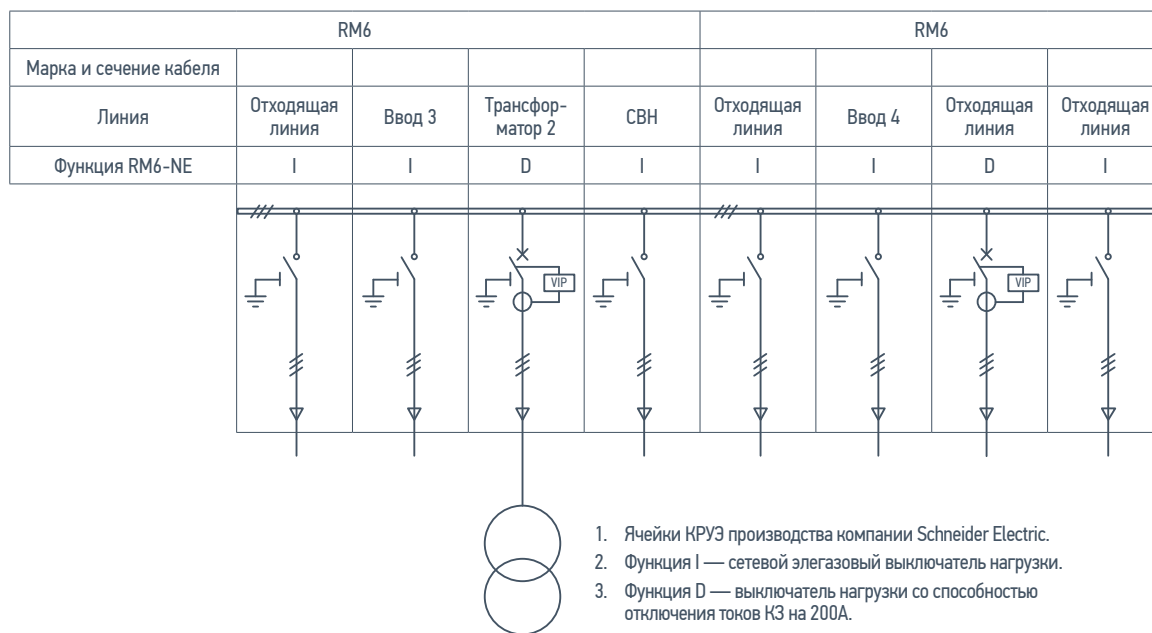 RM6 RM6
Марка и сечение кабеля
Линия Отходящая линия Ввод 3 Трансфор-матор 2 СВН Отходящая линия Ввод 4 Отходящая линия Отходящая линия
Функция RM6-NE I I D I I I D I
VIP VIP
1. Ячейки КРУЭ производства компании Schneider Electric.
2. Функция I — сетевой элегазовый выключатель нагрузки.
3. Функция D — выключатель нагрузки со способностью
отключения токов КЗ на 200А.